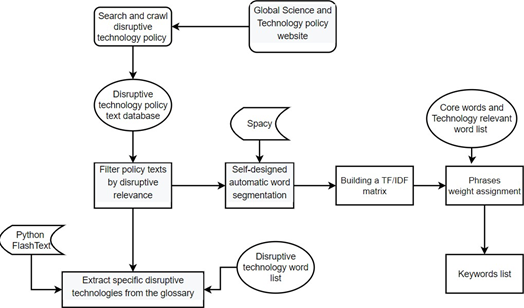 Search and crawl
disruptive
technology policy
Global Science and
Technology policy
website
Disruptive
technology policy
text database
Spacy
Core words and
Technology relevant
word list
Filter policy texts
by disruptive
relevance
Self-designed
automatic word
segmentation
Building a TF/IDF
matrix
Phrases
weight assignment
Python
FlashText
Disruptive
technology word
list
Keywords list
Extract specific disruptive
technologies from the glossary